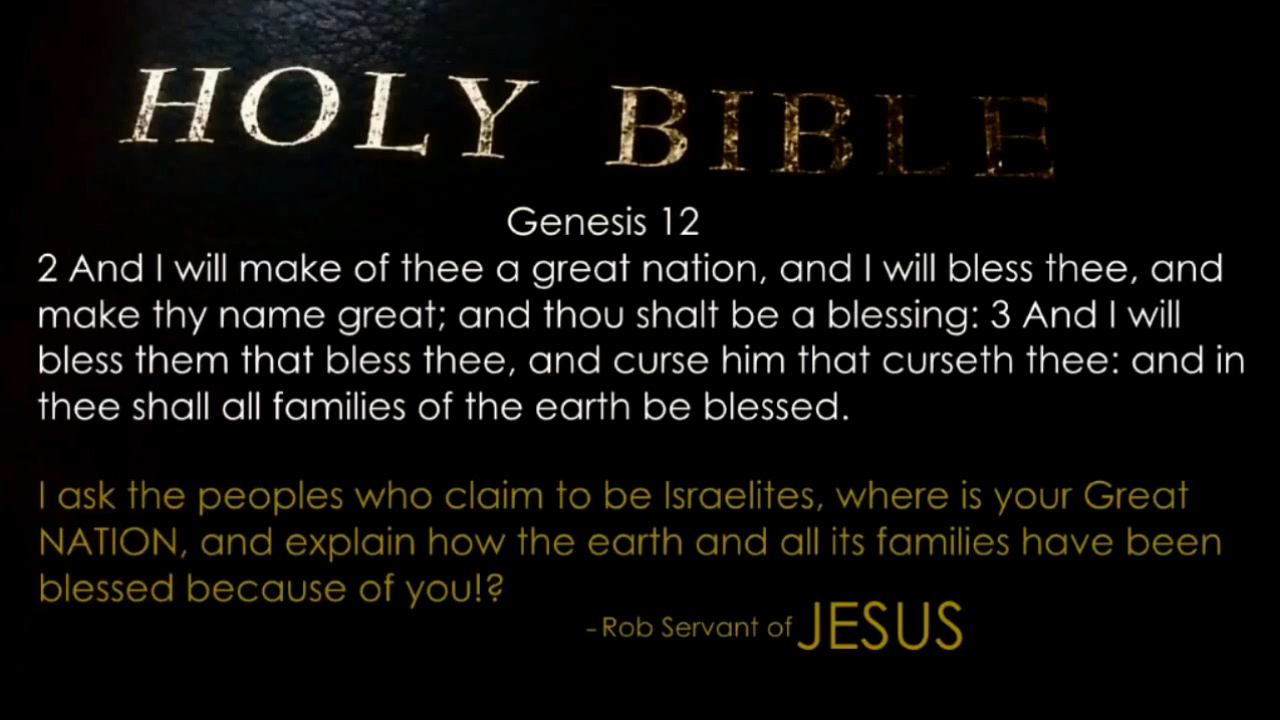 HOLY BIBLE
Genesis 12
2 And I will make of thee a great nation, and I will bless thee, and
make thy name great; and thou shalt be a blessing: 3 And I will
bless them that bless thee, and curse him that curseth thee: and in
thee shall all families of the earth be blessed.
I ask the peoples who claim to be Israelites, where is your Great
NATION, and explain how the earth and all its families have been
blessed because of you!?
-Rob Servant of JESUS